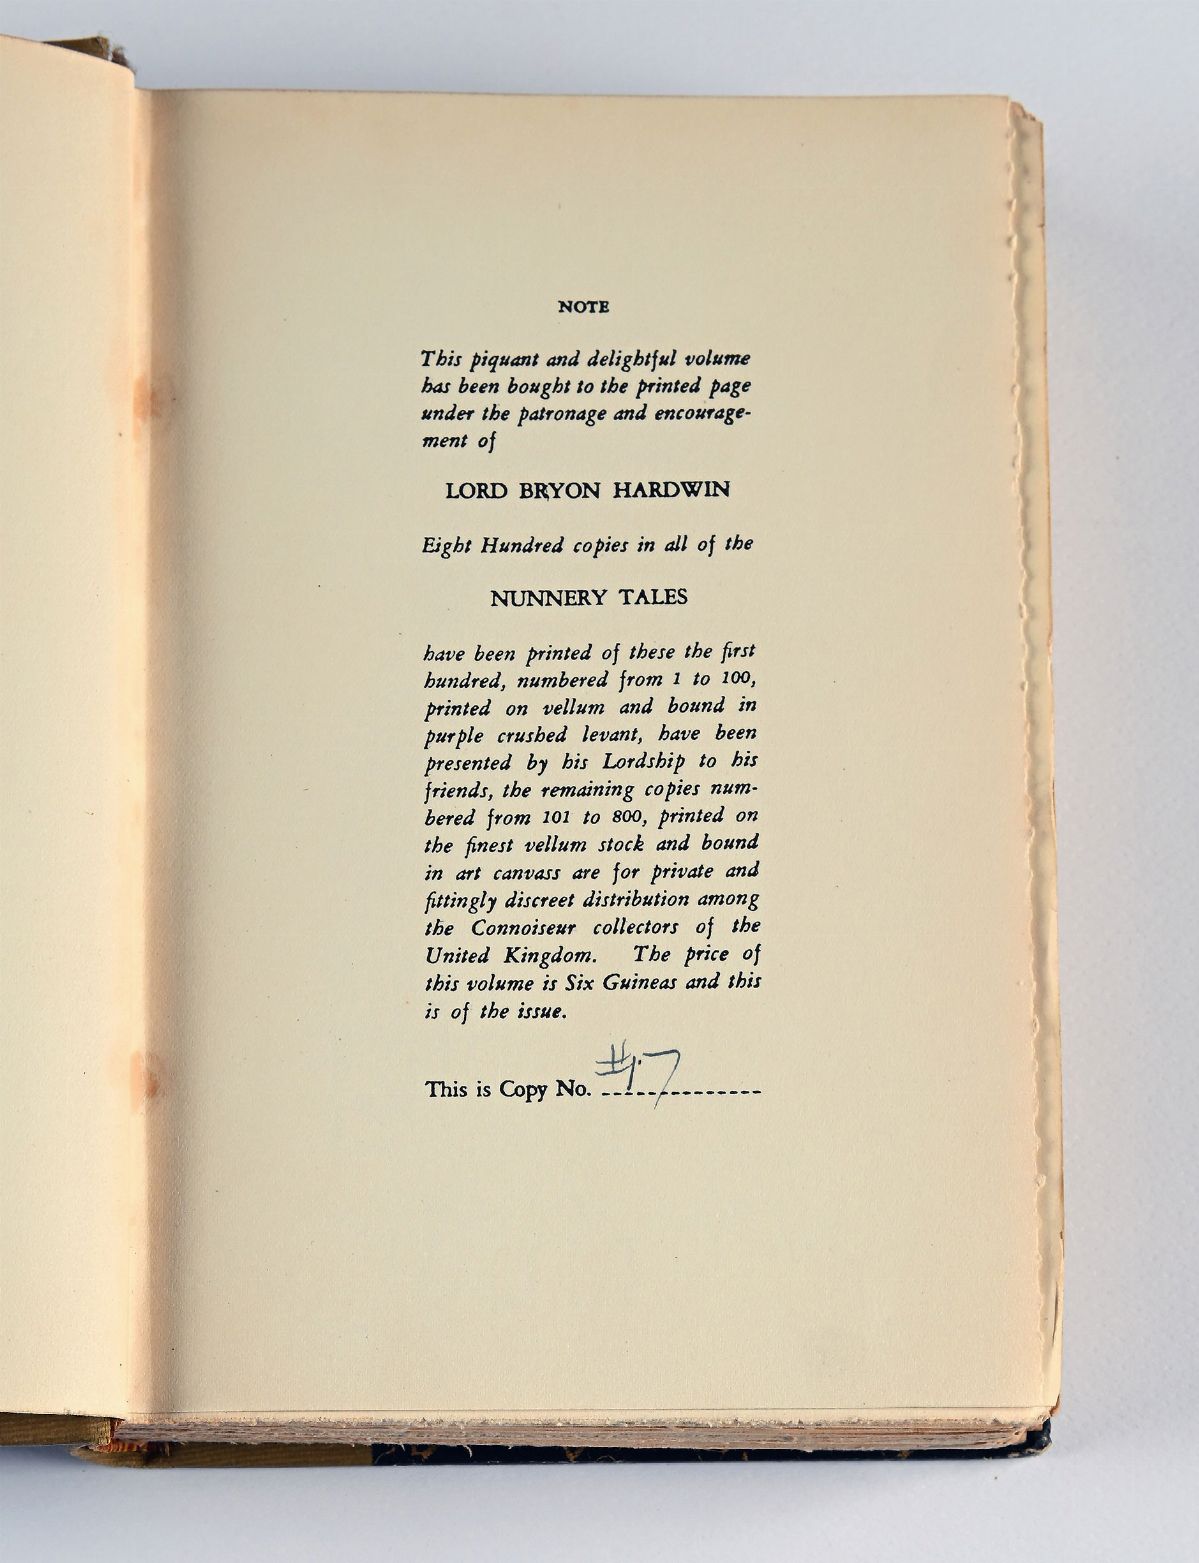 NOTE
This piquant and delightful volume
has been bought to the printed page
under the patronage and encourage-
ment of
LORD BRYON HARDWIN
Eight Hundred copies in all of the
NUNNERY TALES
have been printed of these the first
hundred, numbered from 1 to 100,
printed on vellum and bound in
purple crushed levant, have been
presented by his Lordship to his
friends, the remaining copies num-
bered from 101 to 800, printed on
the finest vellum stock and bound
in art canvass are for private and
fittingly discreet distribution among
the Connoiseur collectors of the
United Kingdom. The price of
this volume is Six Guineas and this
is of the issue.
This is Copy No.